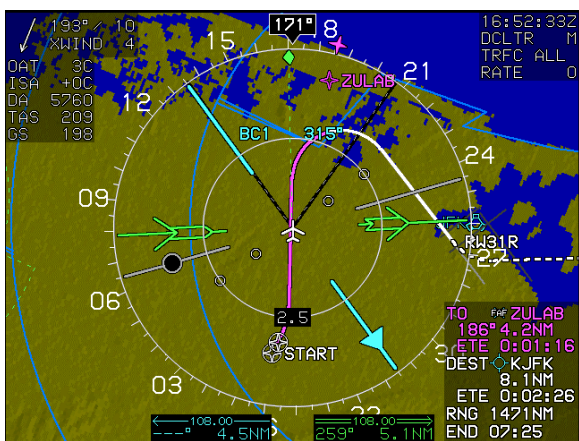 193°/ 10
XWIND 4
OAT 3C
ISA +0C
DA 5760
TAS 209
GS 198
171°
16:52:33Z
DCLTR M
TRFC ALL
RATE 0
15
8
21
ZULAB
12
BC1 315°
24
09
RW31R
27
06
2.5
START
30
03
TO FAF ZULAB
186° 4.2NM
ETE 0:01:16
DEST KJFK
8.1NM
ETE 0:02:26
RNG 1471NM
END 07:25
108.00
---° 4.5NM
108.00
259° 5.1NM